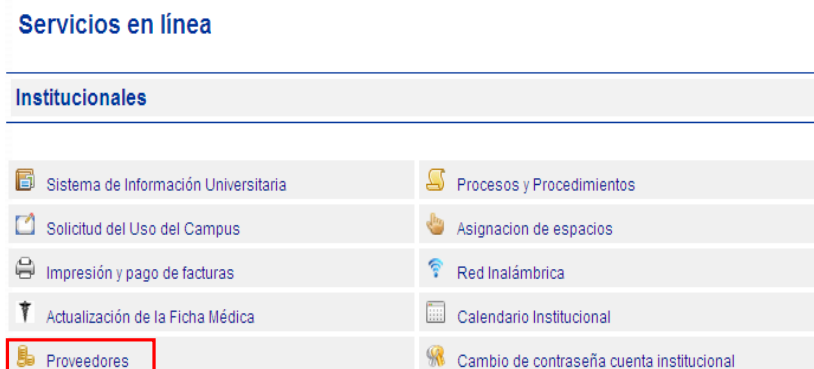 Servicios en línea
Institucionales
Sistema de Información Universitaria
Procesos y Procedimientos
Solicitud del Uso del Campus
Asignacion de espacios
Impresión y pago de facturas
Red Inalámbrica
Actualización de la Ficha Médica
Calendario Institucional
Proveedores
Cambio de contraseña cuenta institucional